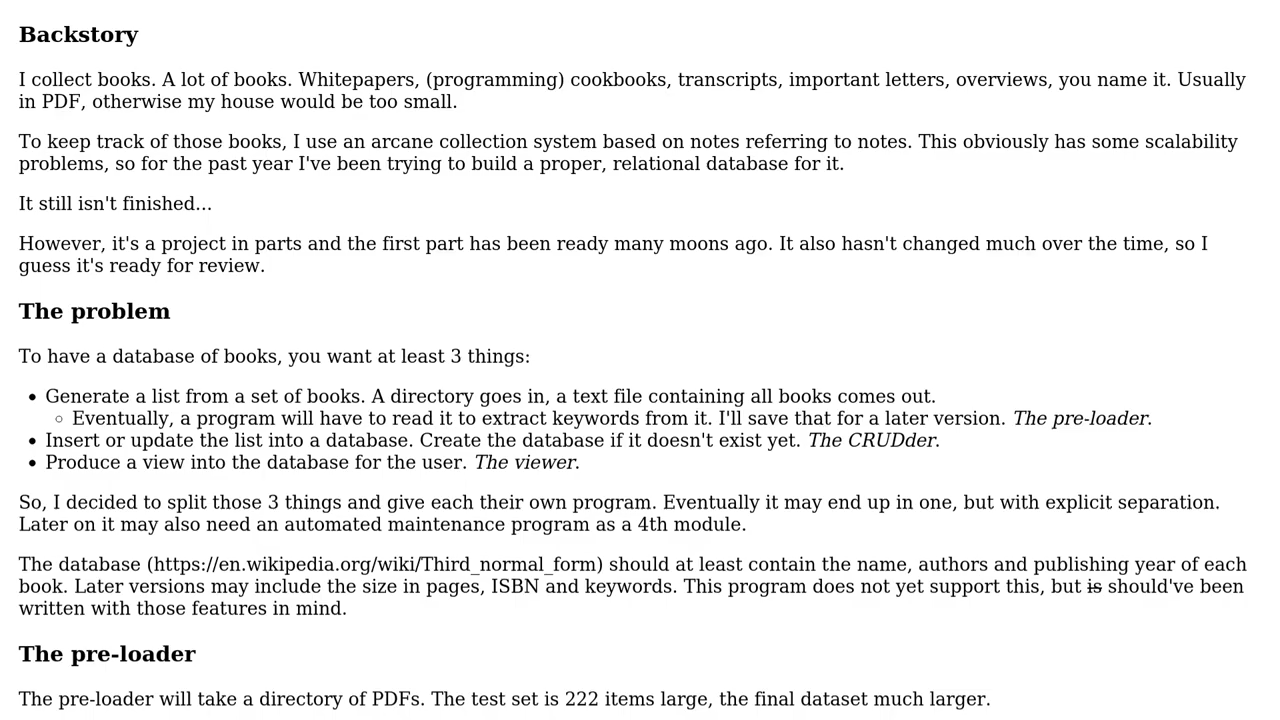 Backstory
I collect books. A lot of books. Whitepapers, (programming) cookbooks, transcripts, important letters, overviews, you name it. Usually
in PDF, otherwise my house would be too small.
To keep track of those books, I use an arcane collection system based on notes referring to notes. This obviously has some scalability
problems, so for the past year I've been trying to build a proper, relational database for it.
It still isn't finished...
However, it's a project in parts and the first part has been ready many moons ago. It also hasn't changed much over the time, so I
guess it's ready for review.
The problem
To have a database of books, you want at least 3 things:
• Generate a list from a set of books. A directory goes in, a text file containing all books comes out.
◦ Eventually, a program will have to read it to extract keywords from it. I'll save that for a later version. The pre-loader.
• Insert or update the list into a database. Create the database if it doesn't exist yet. The CRUDder.
• Produce a view into the database for the user. The viewer.
So, I decided to split those 3 things and give each their own program. Eventually it may end up in one, but with explicit separation.
Later on it may also need an automated maintenance program as a 4th module.
The database (https://en.wikipedia.org/wiki/Third_normal_form) should at least contain the name, authors and publishing year of each
book. Later versions may include the size in pages, ISBN and keywords. This program does not yet support this, but is should've been
written with those features in mind.
The pre-loader
The pre-loader will take a directory of PDFs. The test set is 222 items large, the final dataset much larger.